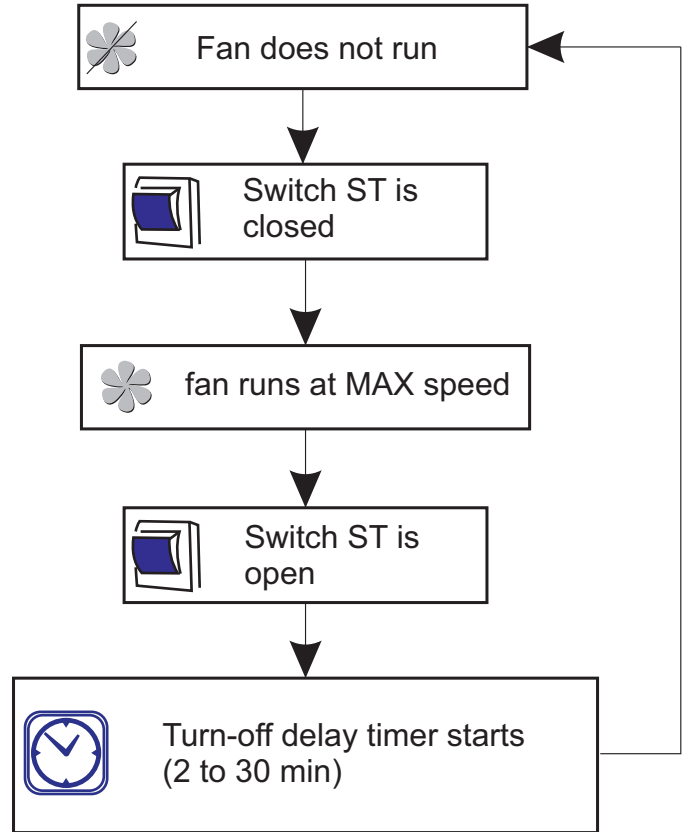 Fan does not run
Switch ST is
closed
fan runs at MAX speed
Switch ST is
open
Turn-off delay timer starts
(2 to 30 min)